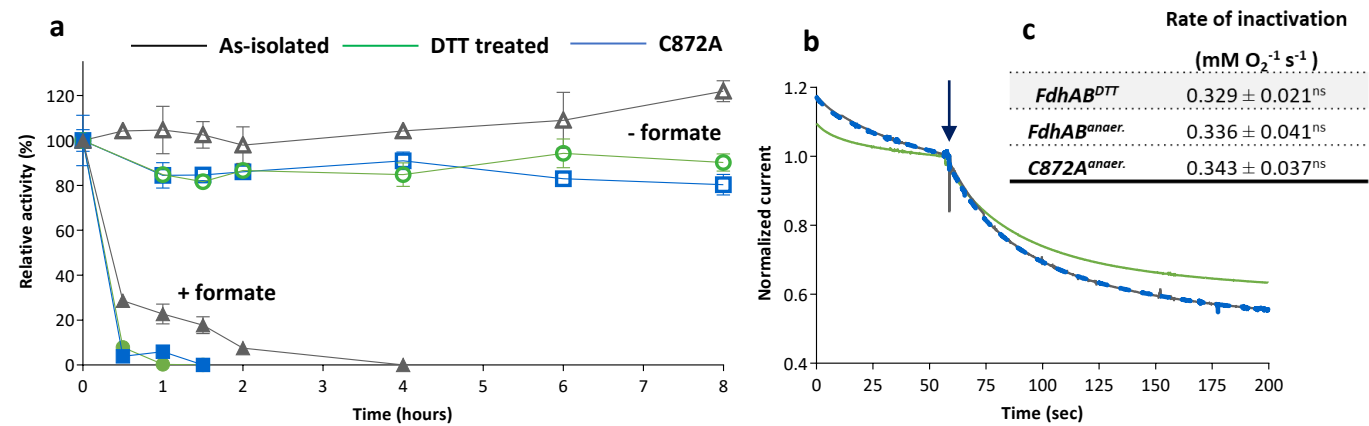 a
As-isolated DTT treated C872A
Relative activity (%)
120
100
80
60
40
20
0
- formate
+ formate
0 1 2 3 4 5 6 7 8
Time (hours)
b
Normalized current
1.2
1.0
0.8
0.6
0.4
0 25 50 75 100 125 150 175 200
Time (sec)
c
Rate of inactivation
(mM O₂⁻¹ s⁻¹ )
FdhABᴰᵀᵀ 0.329 ± 0.021ⁿˢ
FdhABᵃⁿᵃᵉʳ· 0.336 ± 0.041ⁿˢ
C872Aᵃⁿᵃᵉʳ· 0.343 ± 0.037ⁿˢ